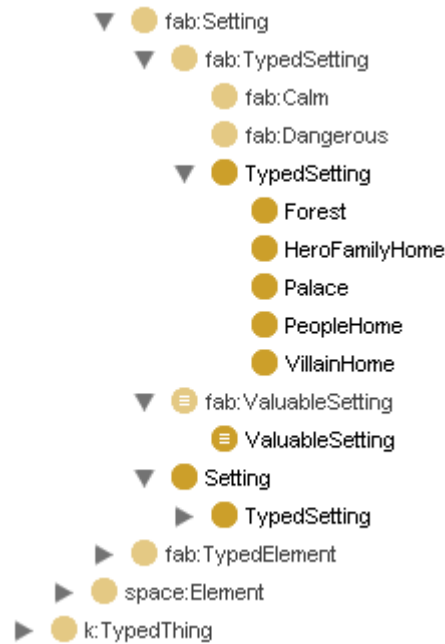 fab:Setting
fab:TypedSetting
fab:Calm
fab:Dangerous
TypedSetting
Forest
HeroFamilyHome
Palace
PeopleHome
VillainHome
fab:ValuableSetting
ValuableSetting
Setting
TypedSetting
fab:TypedElement
space:Element
k:TypedThing